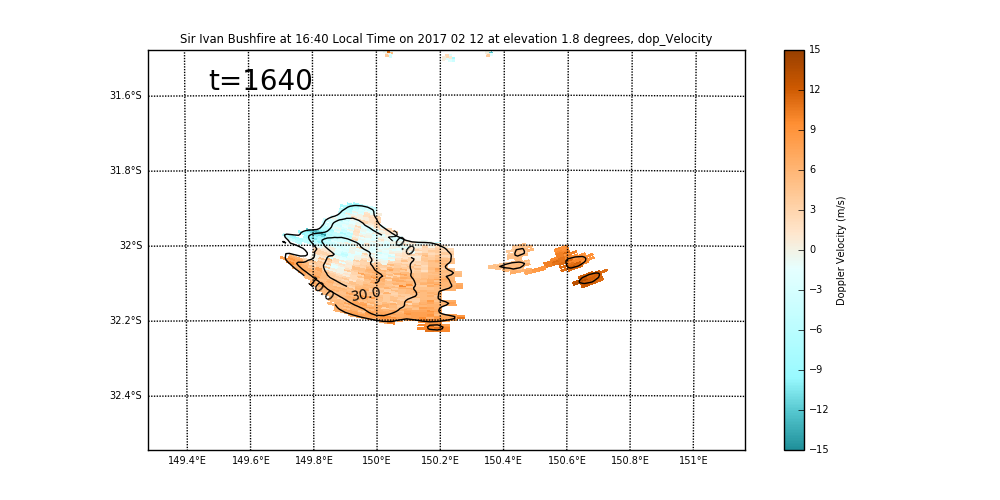 Sir Ivan Bushfire at 16:40 Local Time on 2017 02 12 at elevation 1.8 degrees, dop_Velocity
t=1640
31.6°S
31.8°S
32°S
32.2°S
32.4°S
149.4°E 149.6°E 149.8°E 150°E 150.2°E 150.4°E 150.6°E 150.8°E 151°E
20.0
10.0
30.0
15
12
9
6
3
0
−3
−6
−9
−12
−15
Doppler Velocity (m/s)